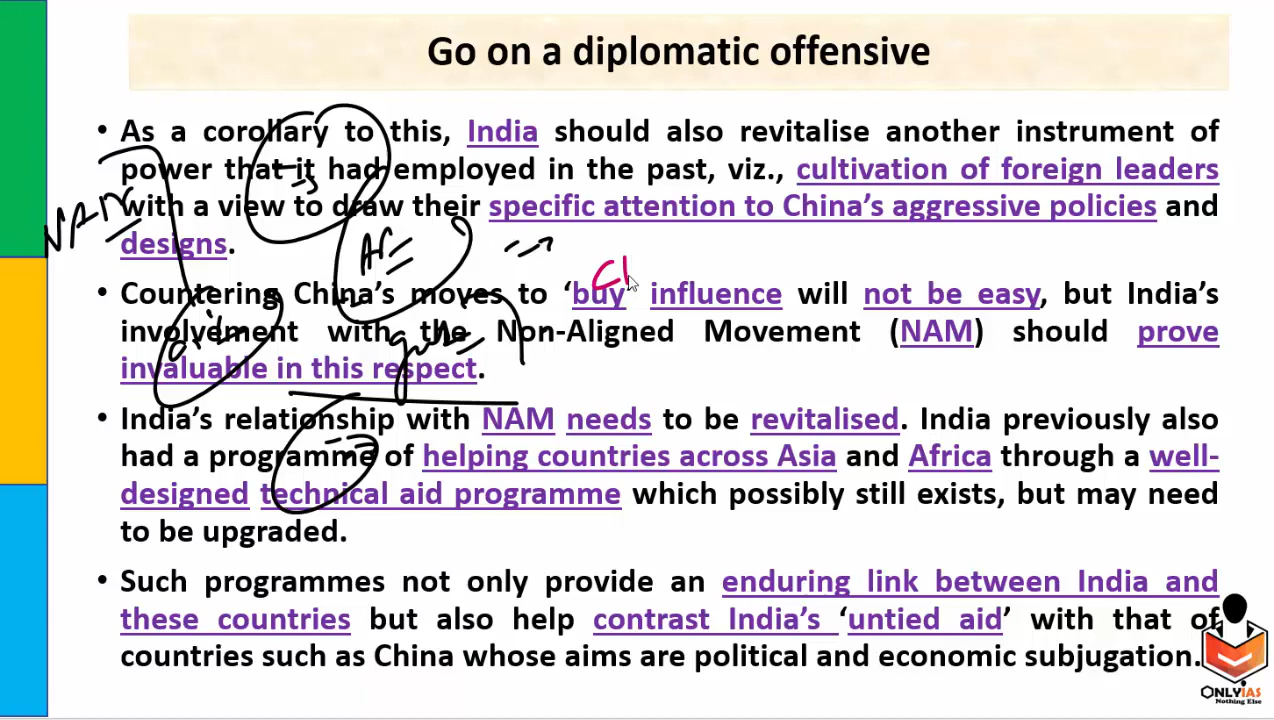 Go on a diplomatic offensive
• As a corollary to this, India should also revitalise another instrument of
power that it had employed in the past, viz., cultivation of foreign leaders
with a view to draw their specific attention to China's aggressive policies and
designs.
NAM
• Countering China's moves to 'buy' influence will not be easy, but India's
involvement with the Non-Aligned Movement (NAM) should prove
invaluable in this respect.
• India's relationship with NAM needs to be revitalised. India previously also
had a programme of helping countries across Asia and Africa through a well-
designed technical aid programme which possibly still exists, but may need
to be upgraded.
• Such programmes not only provide an enduring link between India and
these countries but also help contrast India's 'untied aid' with that of
countries such as China whose aims are political and economic subjugation.
ONLYIAS
Nothing Else